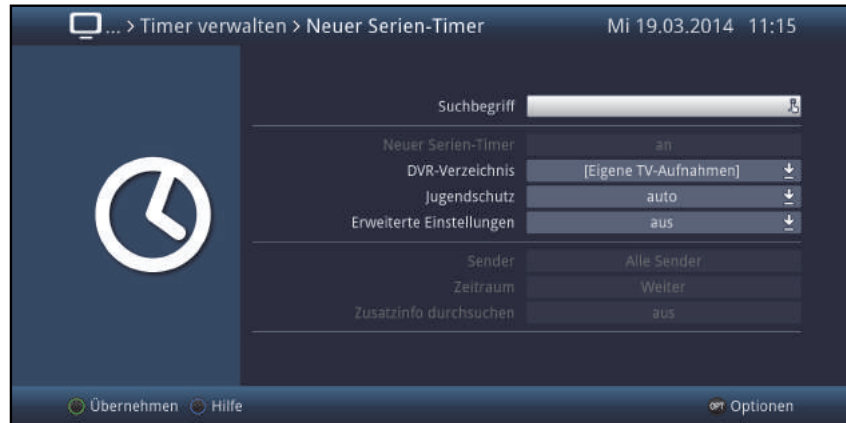 ... > Timer verwalten > Neuer Serien-Timer Mi 19.03.2014 11:15
Suchbegriff
Neuer Serien-Timer an
DVR-Verzeichnis [Eigene TV-Aufnahmen]
Jugendschutz auto
Erweiterte Einstellungen aus
Sender Alle Sender
Zeitraum Weiter
Zusatzinfo durchsuchen aus
Übernehmen Hilfe OPT Optionen